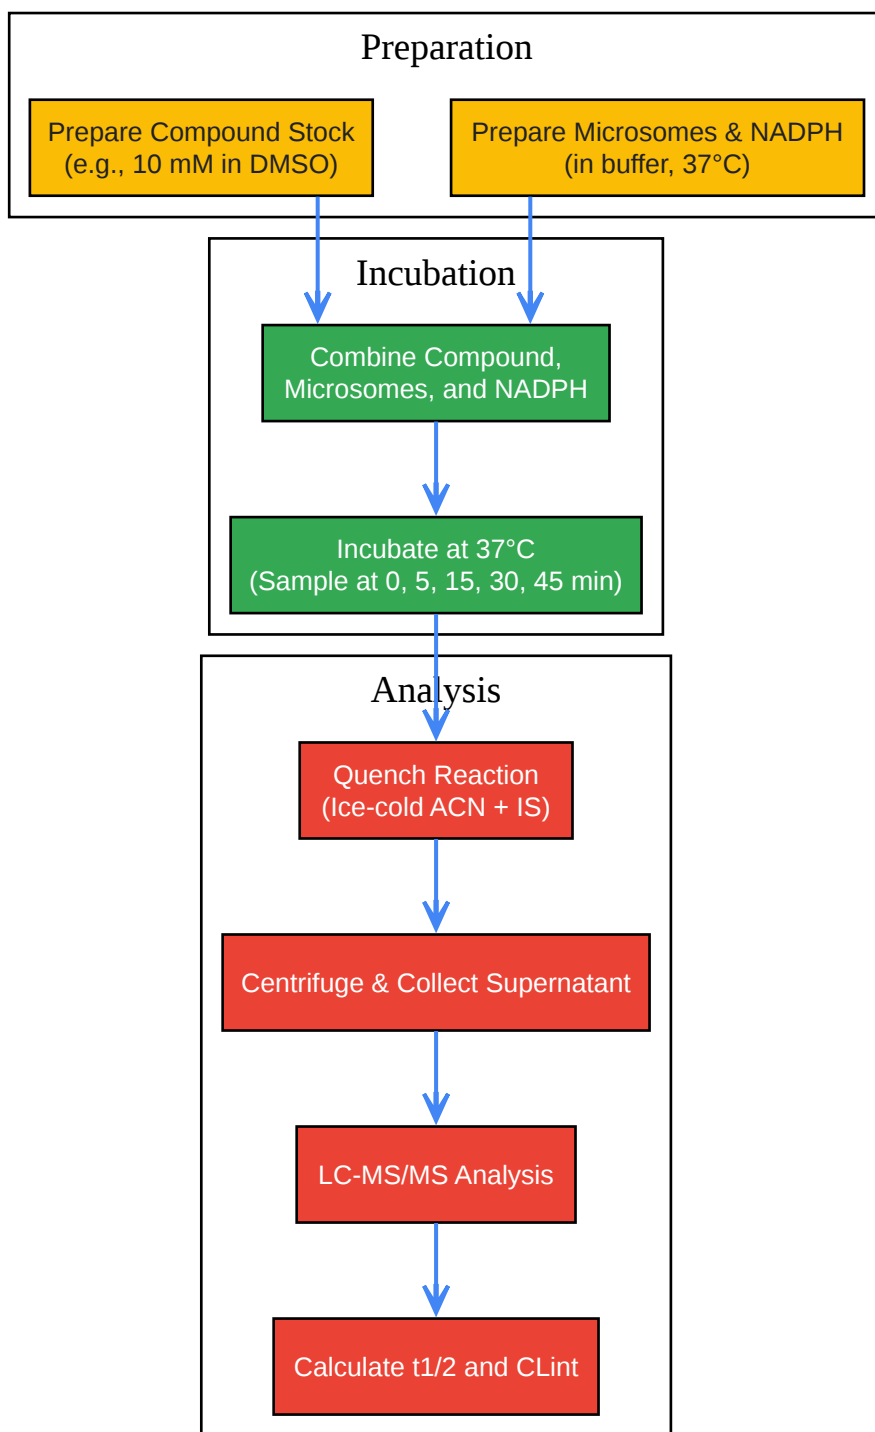 Preparation
Prepare Compound Stock
(e.g., 10 mM in DMSO)
Prepare Microsomes & NADPH
(in buffer, 37°C)
Incubation
Combine Compound,
Microsomes, and NADPH
Incubate at 37°C
(Sample at 0, 5, 15, 30, 45 min)
Analysis
Quench Reaction
(Ice-cold ACN + IS)
Centrifuge & Collect Supernatant
LC-MS/MS Analysis
Calculate t1/2 and CLint